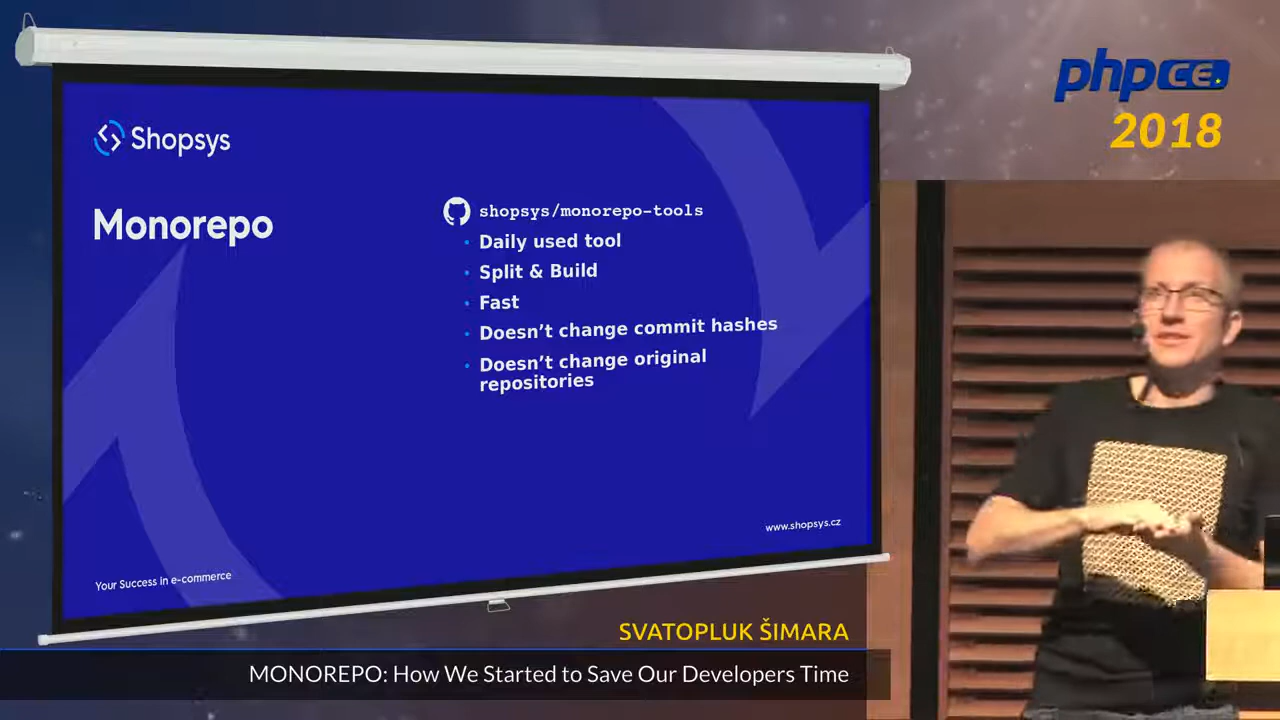 Shopsys
Monorepo
shopsys/monorepo-tools
Daily used tool
Split & Build
Fast
Doesn’t change commit hashes
Doesn’t change original
repositories
www.shopsys.cz
Your Success in e-commerce
phpCE.
2018
SVATOPLUK ŠIMARA
MONOREPO: How We Started to Save Our Developers Time